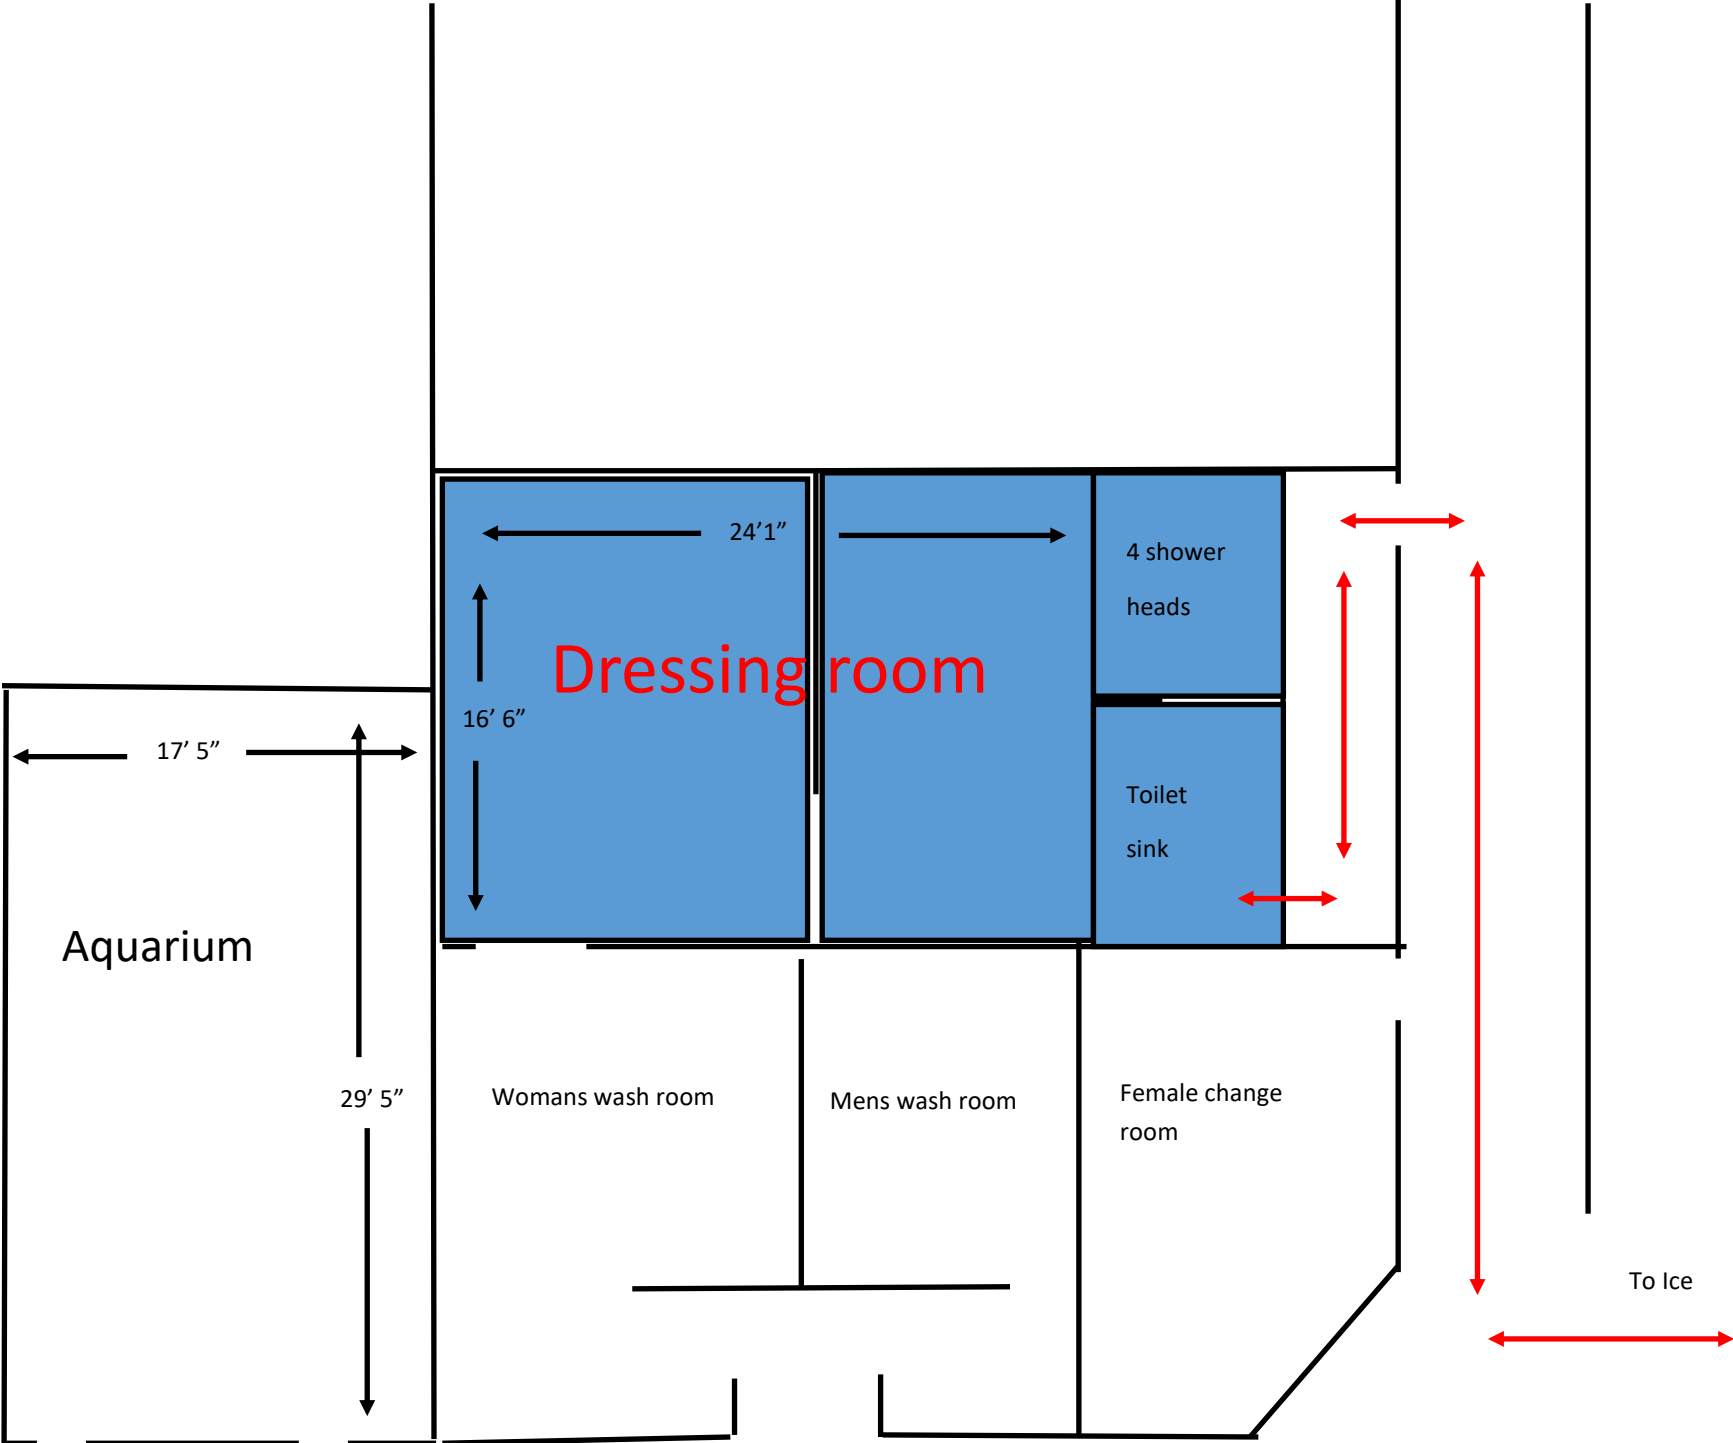 24’1”
4 shower
heads
Dressing room
16’ 6”
17’ 5”
Toilet
sink
Aquarium
29’ 5”
Womans wash room
Mens wash room
Female change
room
To Ice